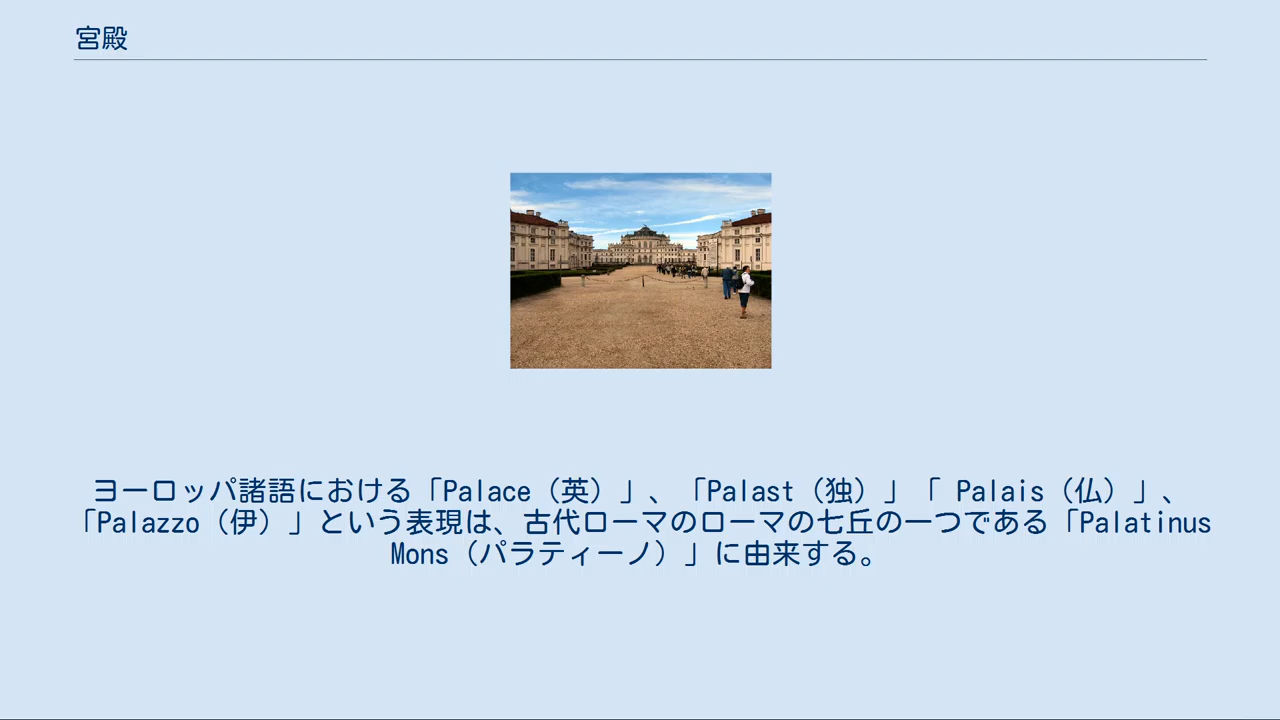 宮殿
ヨーロッパ諸語における「Palace（英）」、「Palast（独）」「 Palais（仏）」、
「Palazzo（伊）」という表現は、古代ローマのローマの七丘の一つである「Palatinus
Mons（パラティーノ）」に由来する。